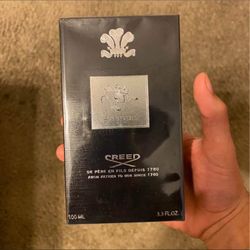 CREED
DE PÈRE EN FILS DEPUIS 1760
FROM FATHER TO SON SINCE 1760
100 ML
3.3 FL.OZ.